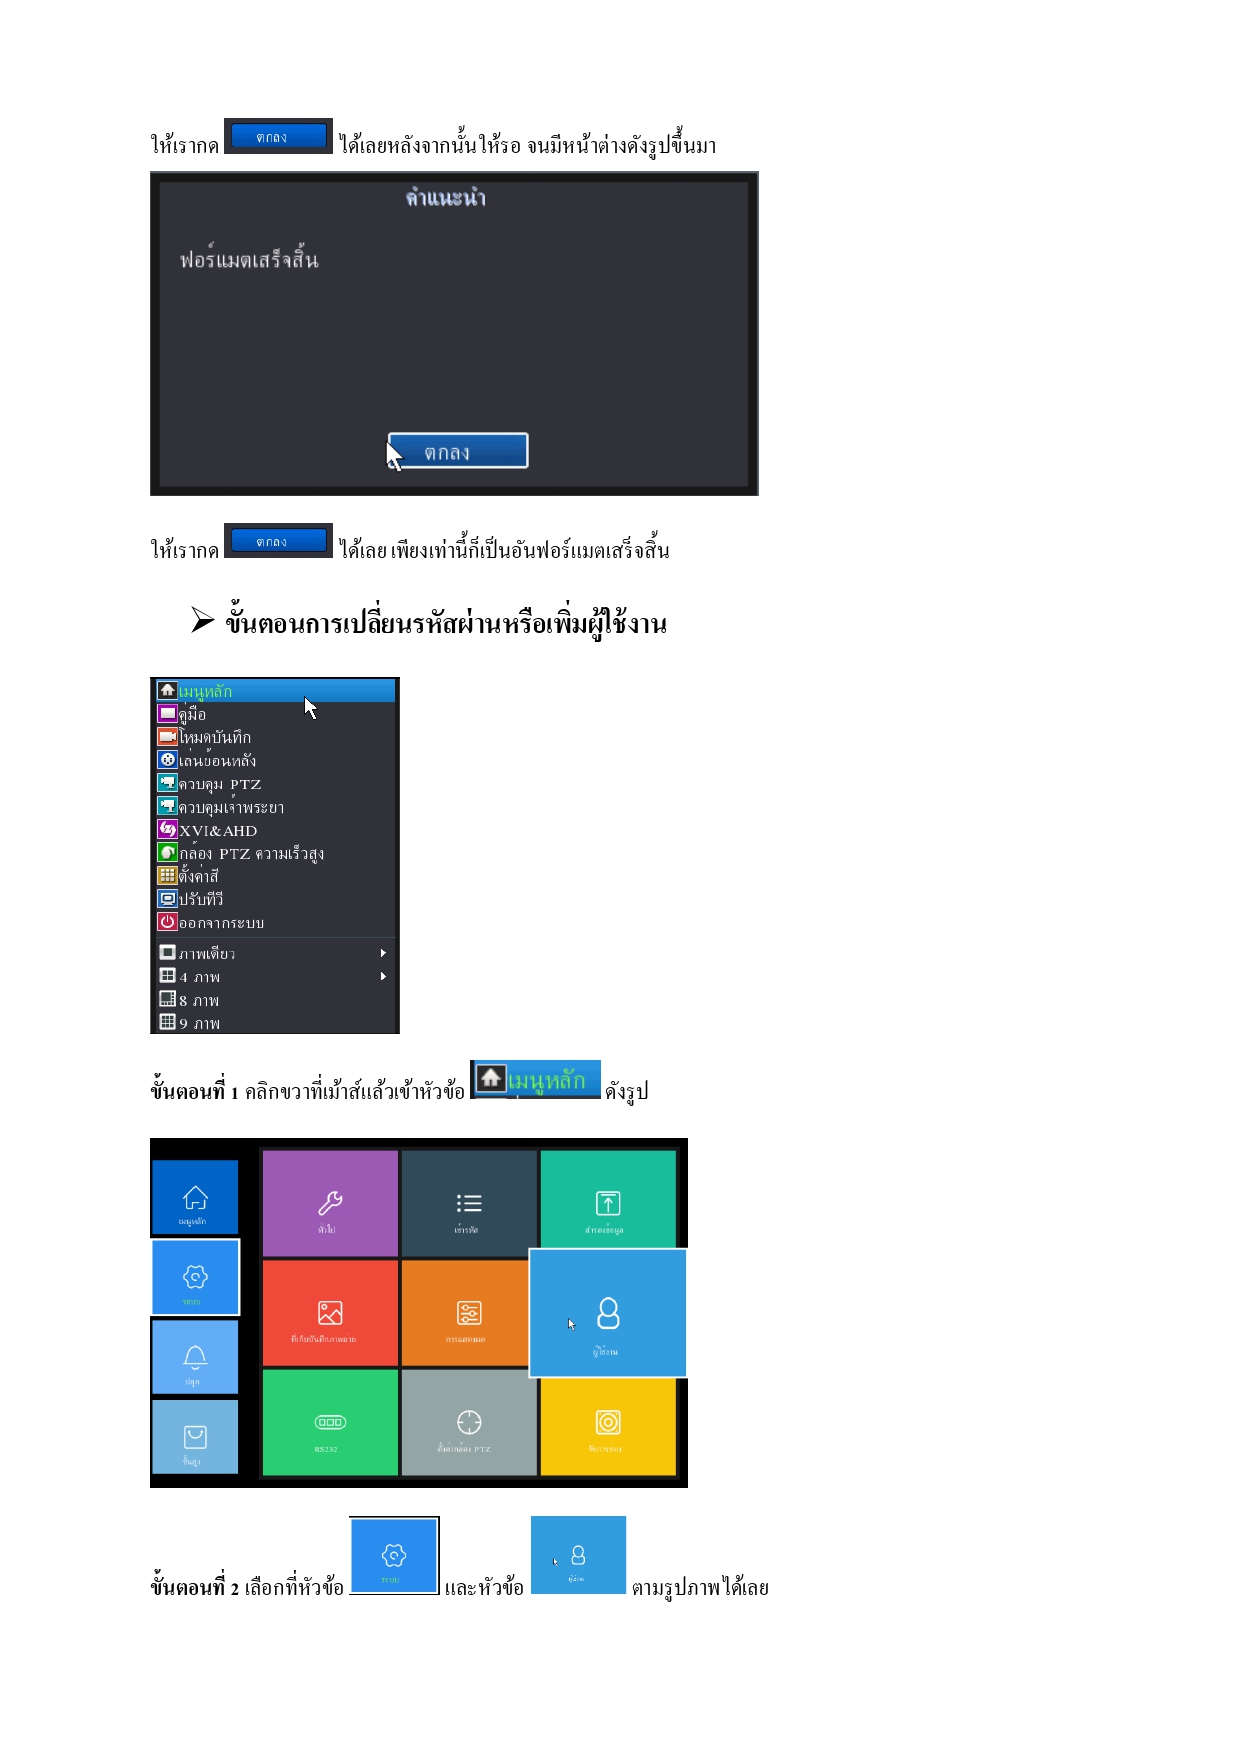 ให้เรากด ตกลง ได้เลยหลังจากนั้นให้รอ จนมีหน้าต่างดังรูปขึ้นมา
คำแนะนำ
ฟอร์แมตเสร็จสิ้น
ตกลง
ให้เรากด ตกลง ได้เลย เพียงเท่านี้ก็เป็นอันฟอร์แมตเสร็จสิ้น
➢ ขั้นตอนการเปลี่ยนรหัสผ่านหรือเพิ่มผู้ใช้งาน
เมนูหลัก
คู่มือ
โหมดบันทึก
เล่นย้อนหลัง
ควบคุม PTZ
ควบคุมเจ้าพระยา
XVI&AHD
กล้อง PTZ ความเร็วสูง
ตั้งค่าสี
ปรับทีวี
ออกจากระบบ
ภาพเดียว
4 ภาพ
8 ภาพ
9 ภาพ
ขั้นตอนที่ 1 คลิกขวาที่เม้าส์แล้วเข้าหัวข้อ เมนูหลัก ดังรูป
เมนูหลัก
ทั่วไป
เข้ารหัส
สำรองข้อมูล
ระบบ
ที่เก็บบันทึกภาพถ่าย
การแสดงผล
ผู้ใช้งาน
ปลุก
RS232
ตั้งค่ากล้อง PTZ
ขั้นสูง
ขั้นตอนที่ 2 เลือกที่หัวข้อ ระบบ และหัวข้อ ผู้ใช้งาน ตามรูปภาพได้เลย